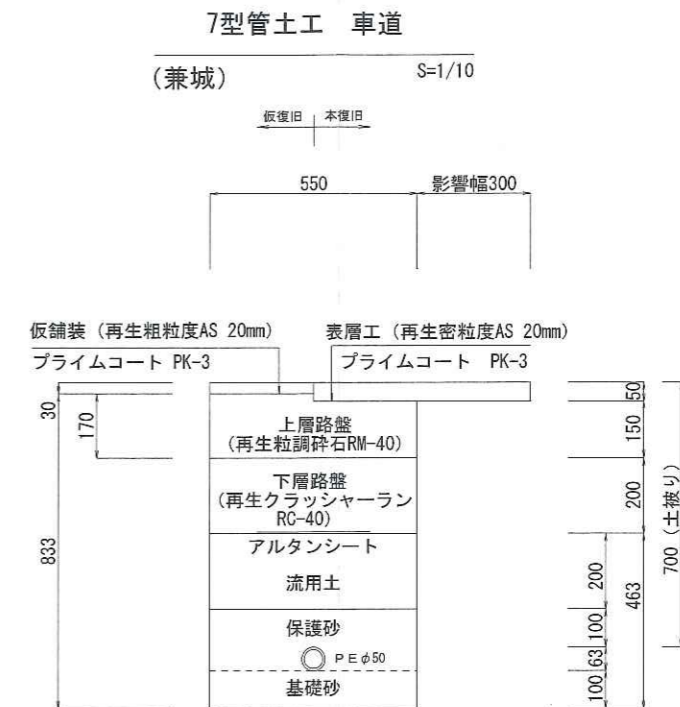 7型管土工　車道
(兼城)
S=1/10
仮復旧
本復旧
550
影響幅300
仮舗装（再生粗粒度AS 20mm）
表層工（再生密粒度AS 20mm）
プライムコート PK-3
プライムコート　PK-3
30
170
833
上層路盤
（再生粒調砕石RM-40）
下層路盤
（再生クラッシャーラン
RC-40）
アルタンシート
流用土
保護砂
PEφ50
基礎砂
50
150
200
463
200
100
63
100
700（土被り）